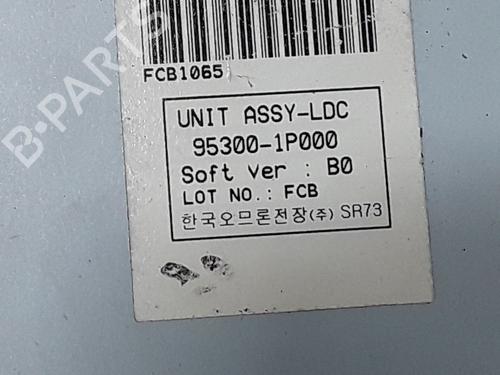 FCB1065
UNIT ASSY-LDC
95300-1P000
Soft Ver : B0
LOT NO.: FCB
한국오므론전장(주) SR73
B-PARTS